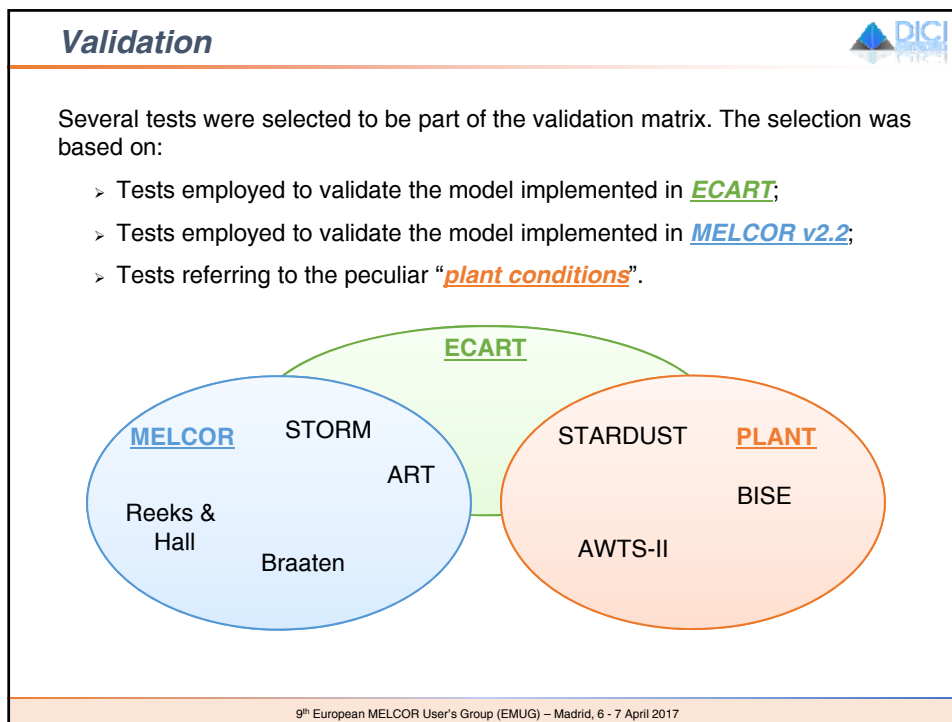 Validation
DICI
Several tests were selected to be part of the validation matrix. The selection was
based on:
➢ Tests employed to validate the model implemented in ECART;
➢ Tests employed to validate the model implemented in MELCOR v2.2;
➢ Tests referring to the peculiar “plant conditions”.
ECART
MELCOR
STORM
ART
Reeks &
Hall
Braaten
STARDUST
PLANT
BISE
AWTS-II
9th European MELCOR User's Group (EMUG) – Madrid, 6 - 7 April 2017